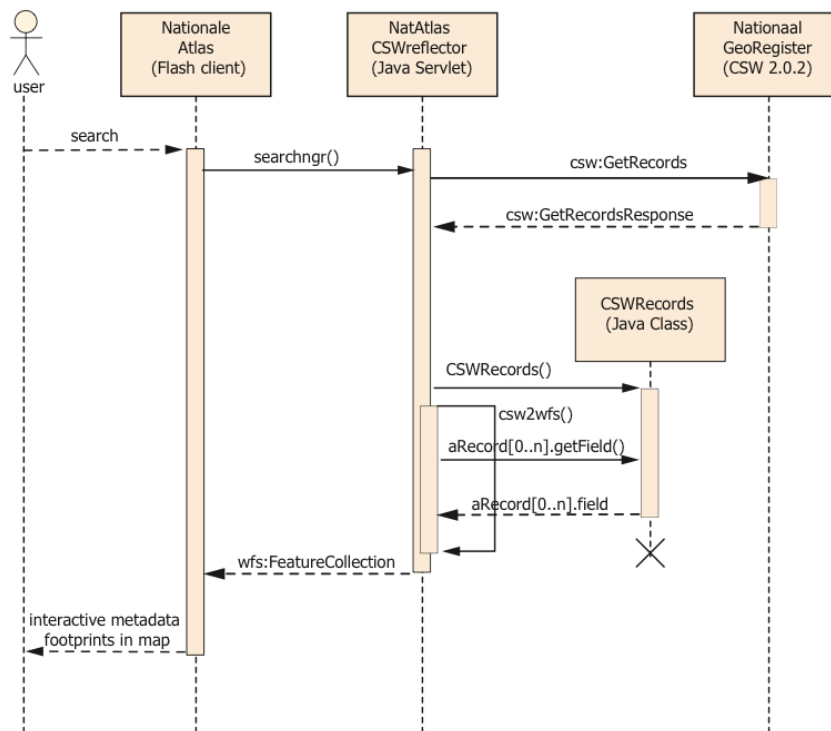 Nationale
Atlas
(Flash client)
NatAtlas
CSWreflector
(Java Servlet)
Nationaal
GeoRegister
(CSW 2.0.2)
user
search
searchngr()
csw:GetRecords
csw:GetRecordsResponse
CSWRecords
(Java Class)
CSWRecords()
csw2wfs()
aRecord[0..n].getField()
aRecord[0..n].field
wfs:FeatureCollection
interactive metadata
footprints in map